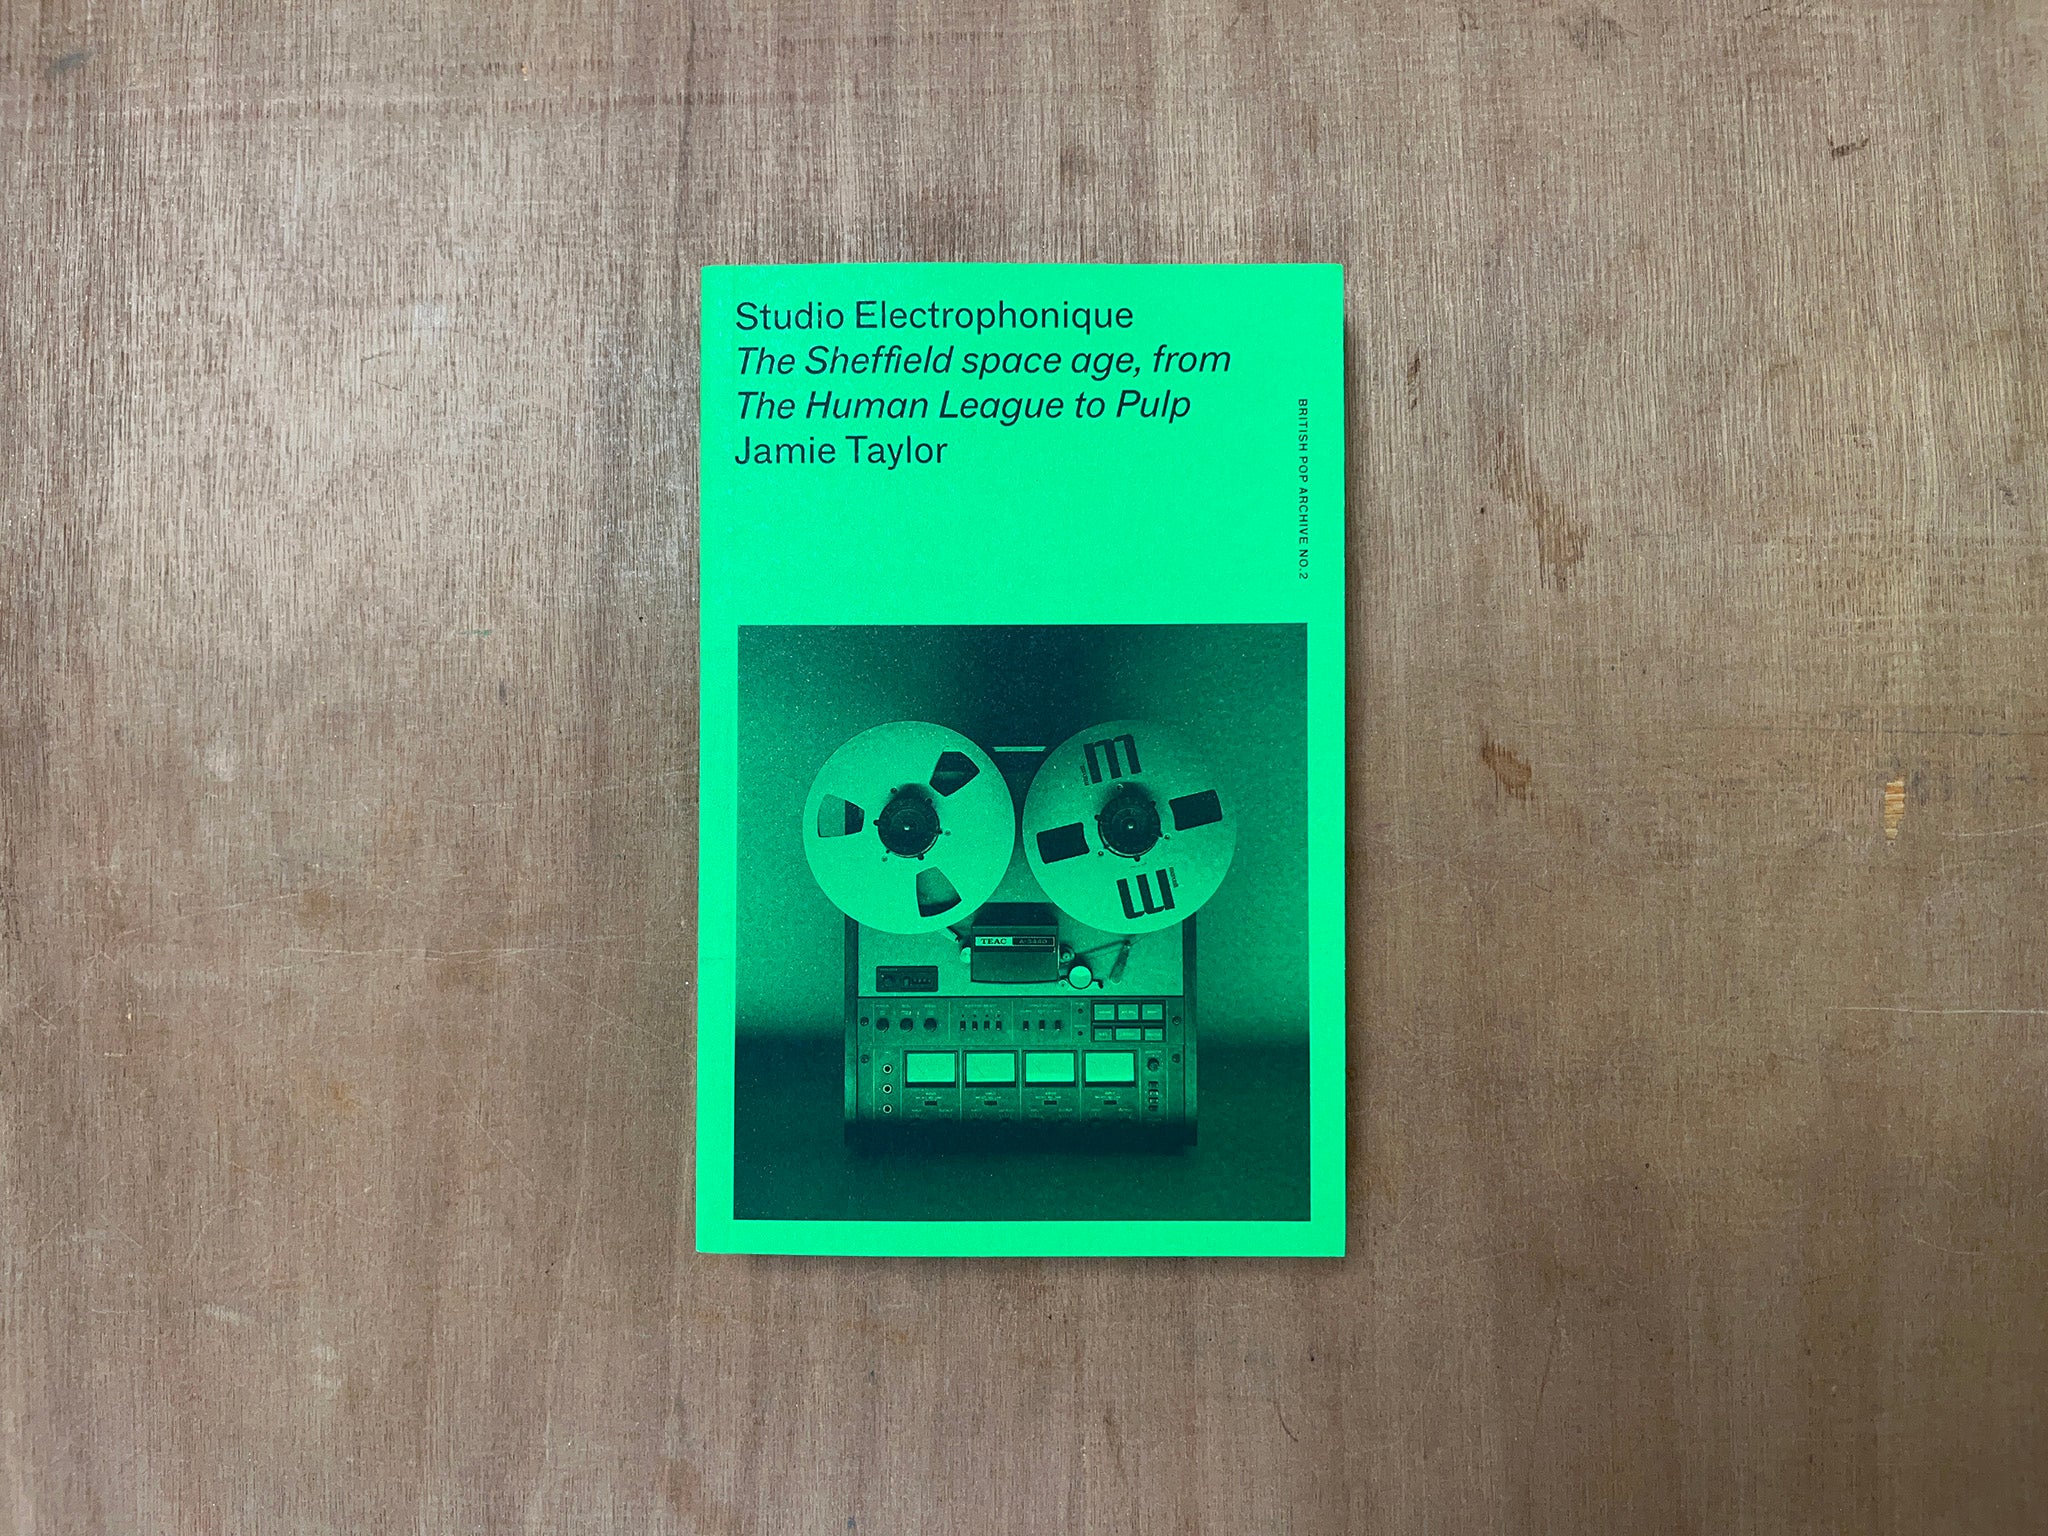 Studio Electrophonique
The Sheffield space age, from
The Human League to Pulp
Jamie Taylor
BRITISH POP ARCHIVE NO.2
TEAC A-3440